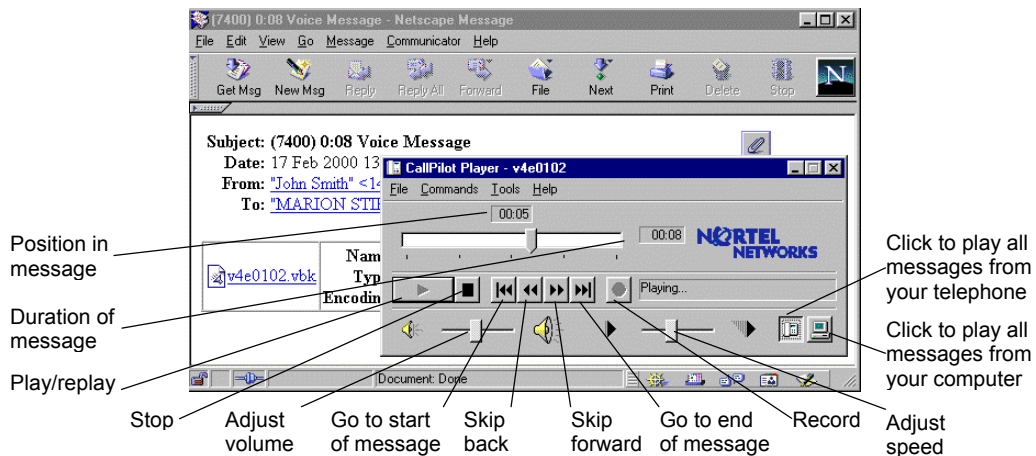 (7400) 0:08 Voice Message - Netscape Message
File Edit View Go Message Communicator Help
Get Msg New Msg Reply Reply All Forward File Next Print Delete Stop N
Subject: (7400) 0:08 Voice Message
Date: 17 Feb 2000 13
From: "John Smith" <14
To: "MARION STI
CallPilot Player - v4e0102
File Commands Tools Help
00:05
00:08
NORTEL
NETWORKS
v4e0102.vbk
Nam
Typ
Encodin
Playing...
Document: Done
Position in
message
Duration of
message
Play/replay
Stop
Adjust
volume
Go to start
of message
Skip
back
Skip
forward
Go to end
of message
Record
Adjust
speed
Click to play all
messages from
your telephone
Click to play all
messages from
your computer